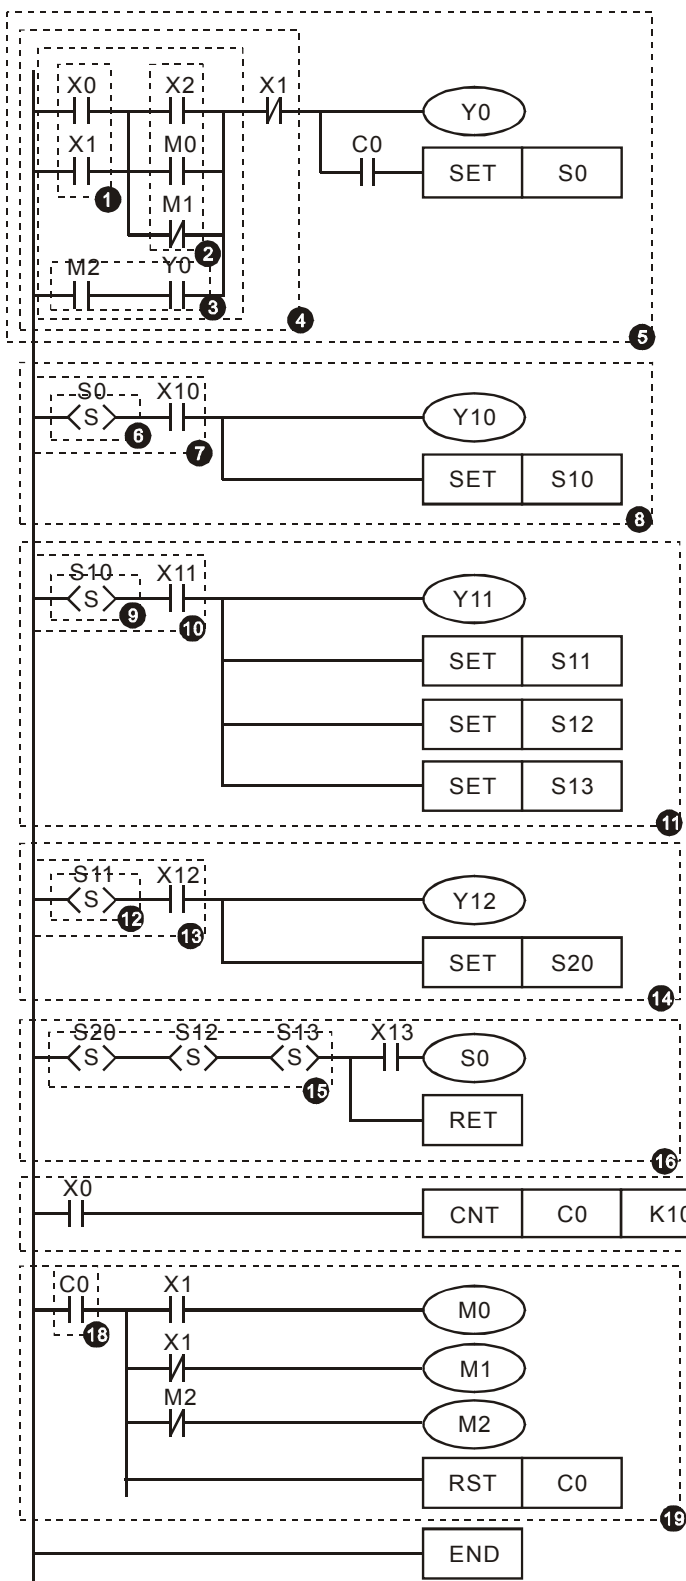 X0 X2 X1
Y0
X1 M0 C0
SET S0
1 M1
2
M2 Y0
3 4
5
S0 X10
S Y10
6
7
SET S10
8
S10 X11
S Y11
9 10
SET S11
SET S12
SET S13
11
S11 X12
S Y12
12 13
SET S20
14
S20 S12 S13 X13
S S S S0
15
RET
16
X0
CNT C0 K10
C0 X1
M0
18
X1
M1
M2
M2
RST C0
19
END